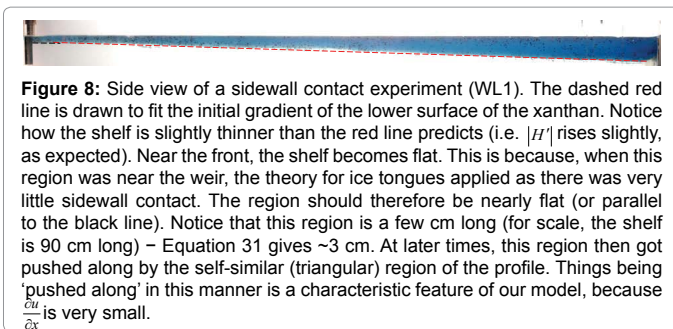 Figure 8: Side view of a sidewall contact experiment (WL1). The dashed red
line is drawn to fit the initial gradient of the lower surface of the xanthan. Notice
how the shelf is slightly thinner than the red line predicts (i.e. |H'| rises slightly,
as expected). Near the front, the shelf becomes flat. This is because, when this
region was near the weir, the theory for ice tongues applied as there was very
little sidewall contact. The region should therefore be nearly flat (or parallel
to the black line). Notice that this region is a few cm long (for scale, the shelf
is 90 cm long) − Equation 31 gives ~3 cm. At later times, this region then got
pushed along by the self-similar (triangular) region of the profile. Things being
'pushed along' in this manner is a characteristic feature of our model, because
∂u/∂x is very small.